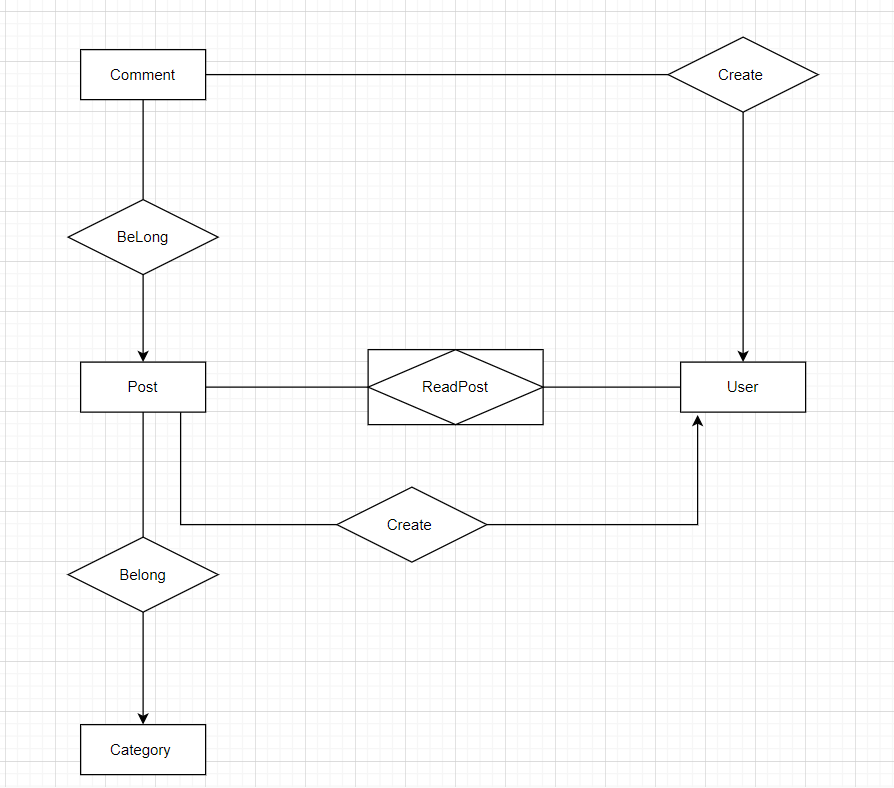 Comment
Create
BeLong
Post
ReadPost
User
Create
Belong
Category